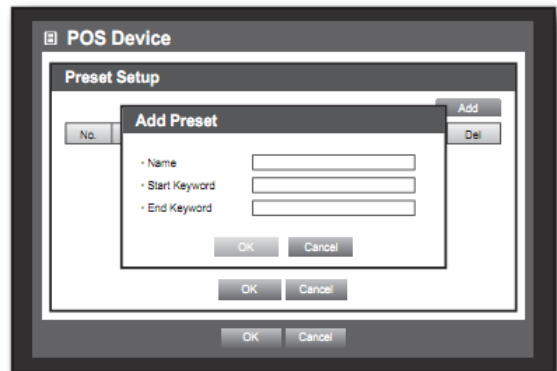 POS Device
Preset Setup
Add
No.
Del
Add Preset
• Name
• Start Keyword
• End Keyword
OK Cancel
OK Cancel
OK Cancel